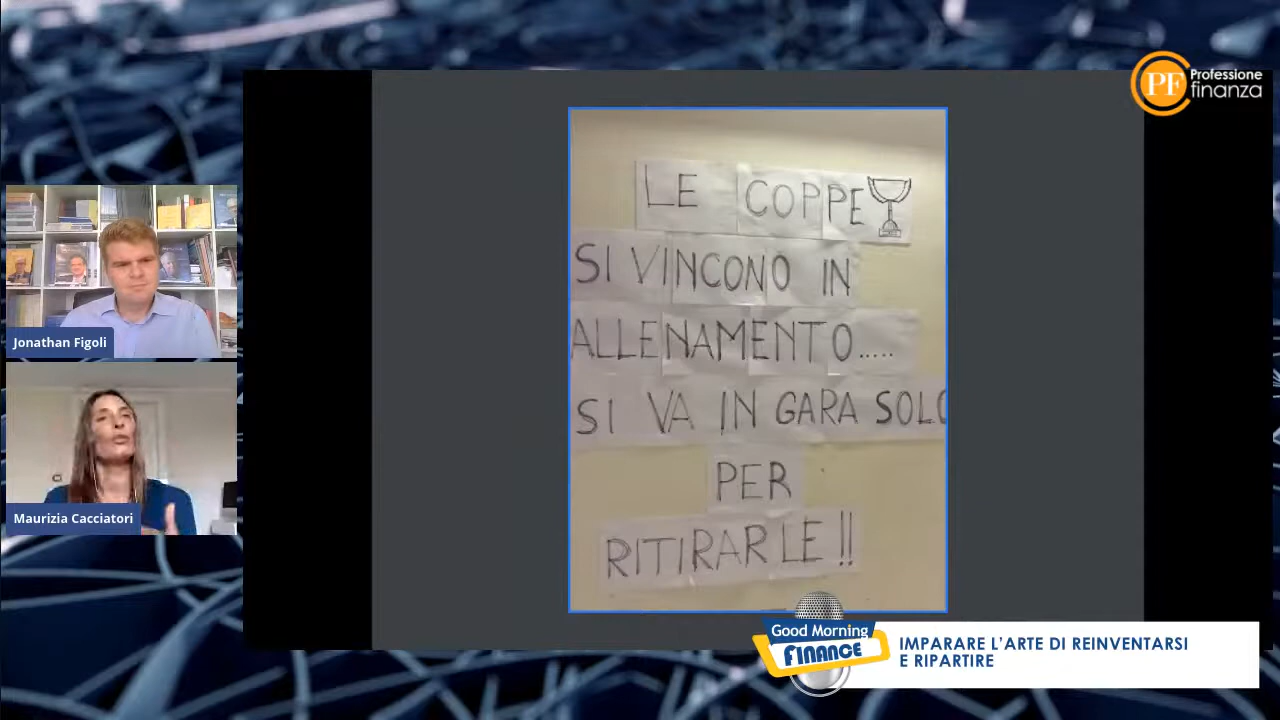 PF Professione
finanza
LE COPPE
SI VINCONO IN
ALLENAMENTO.....
SI VA IN GARA SOLO
PER
RITIRARLE!!
Jonathan Figoli
Maurizia Cacciatori
Good Morning
FINANCE
IMPARARE L'ARTE DI REINVENTARSI
E RIPARTIRE